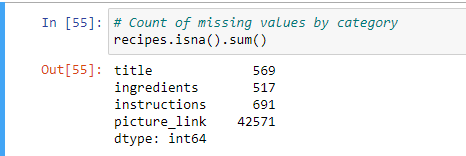 In [55]: # Count of missing values by category
recipes.isna().sum()
Out[55]: title 569
ingredients 517
instructions 691
picture_link 42571
dtype: int64